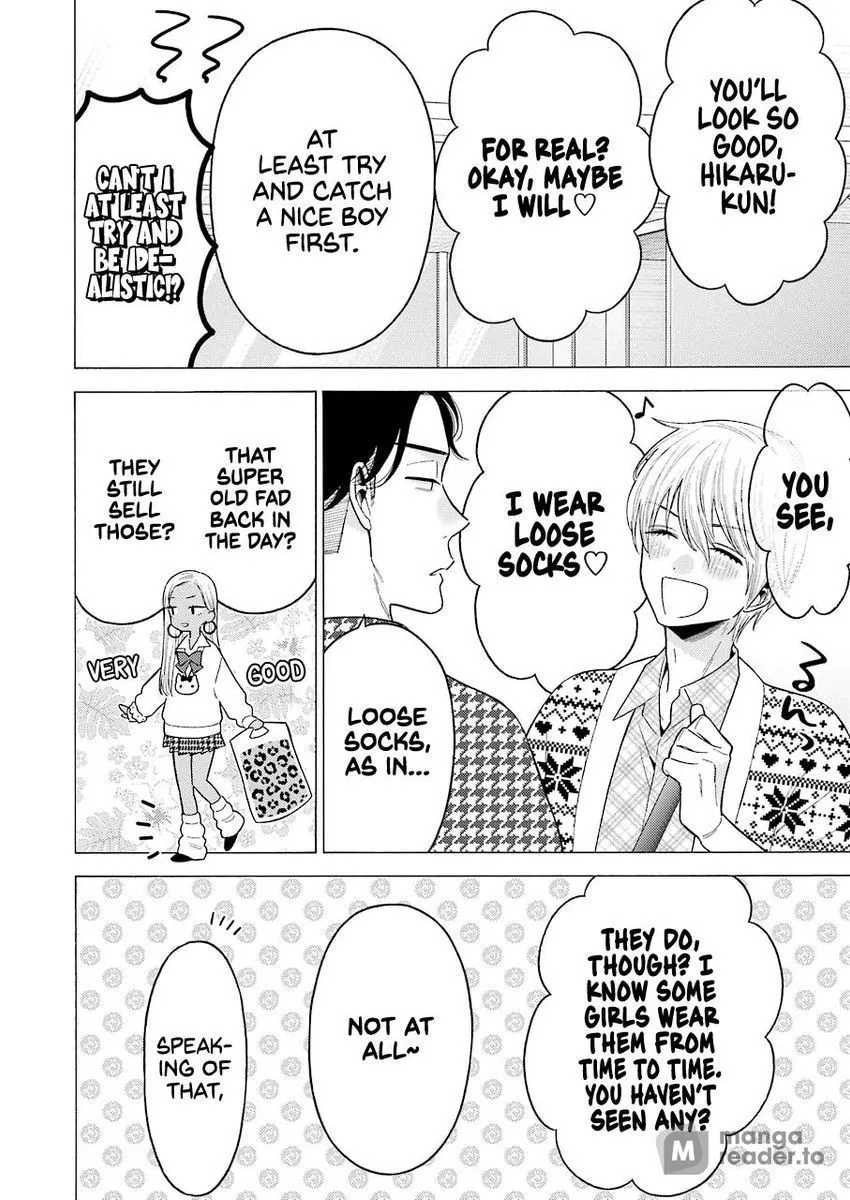 YOU'LL
LOOK SO
GOOD,
HIKARU-
KUN!
FOR REAL?
OKAY, MAYBE
I WILL♡
AT
LEAST TRY
AND CATCH
A NICE BOY
FIRST.
CAN'T I
AT LEAST
TRY AND
BE IDE-
ALISTIC!?
YOU
SEE,
I WEAR
LOOSE
SOCKS♡
るんっ
LOOSE
SOCKS,
AS IN...
THAT
SUPER
OLD FAD
BACK IN
THE DAY?
THEY
STILL
SELL
THOSE?
VERY
GOOD
THEY DO,
THOUGH? I
KNOW SOME
GIRLS WEAR
THEM FROM
TIME TO TIME.
YOU HAVEN'T
SEEN ANY?
NOT AT
ALL~
SPEAK-
ING OF
THAT,
M manga
reader.to